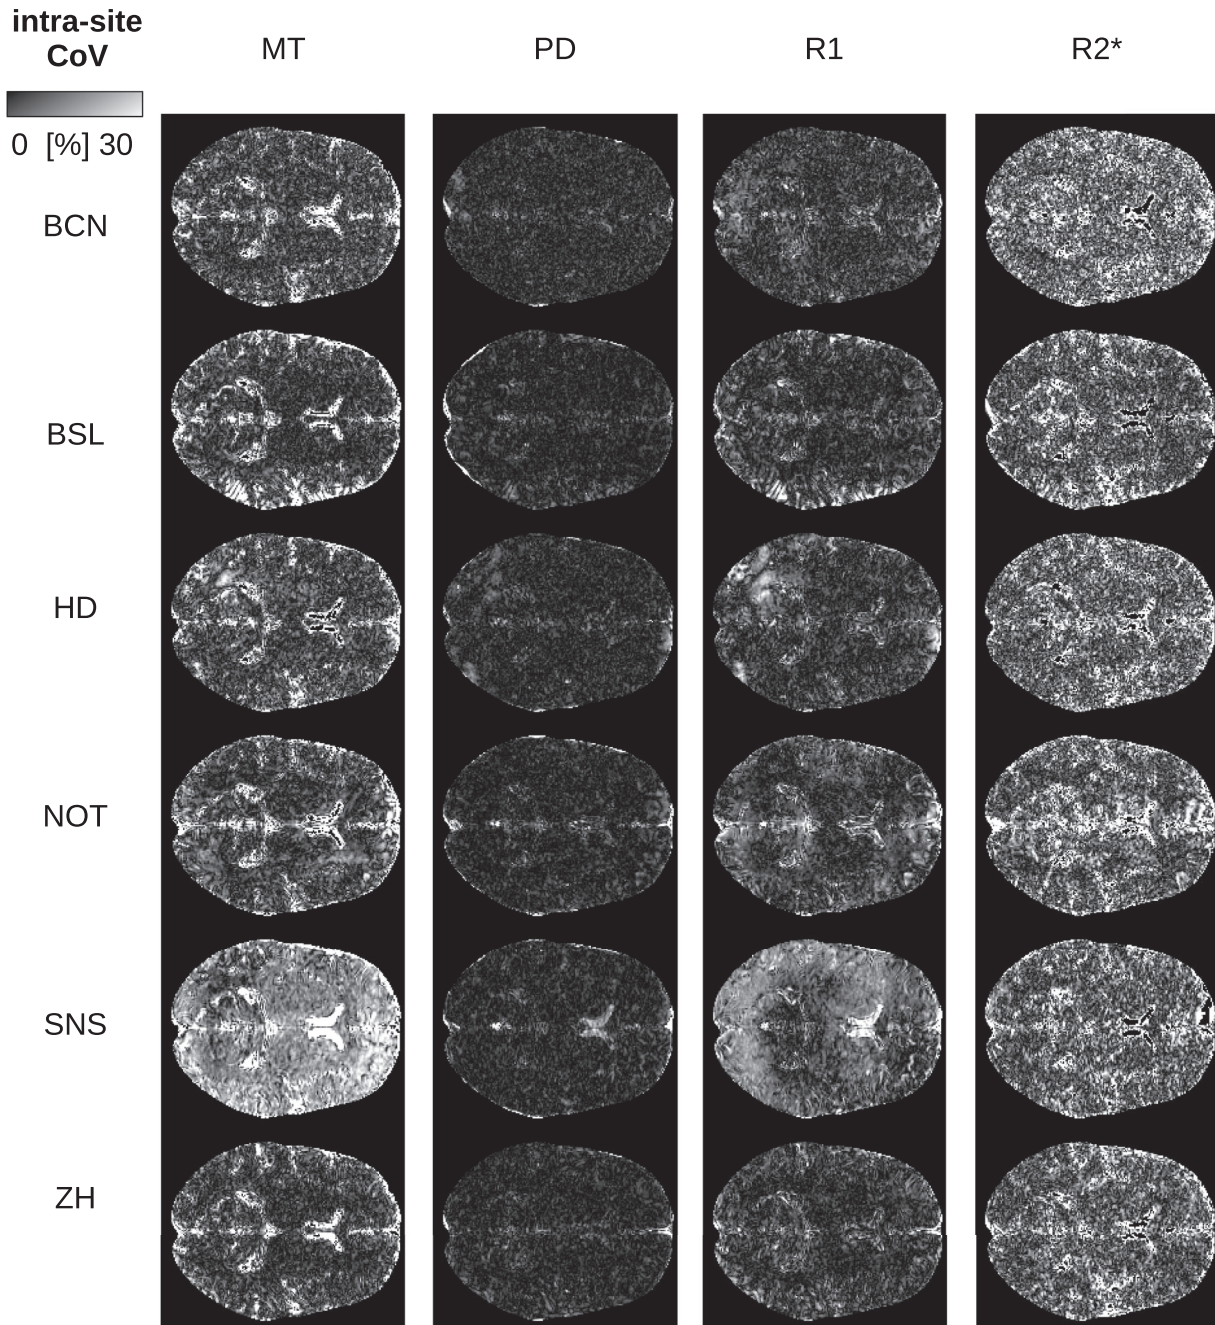 intra-site
CoV
MT PD R1 R2*
0 [%] 30
BCN
BSL
HD
NOT
SNS
ZH